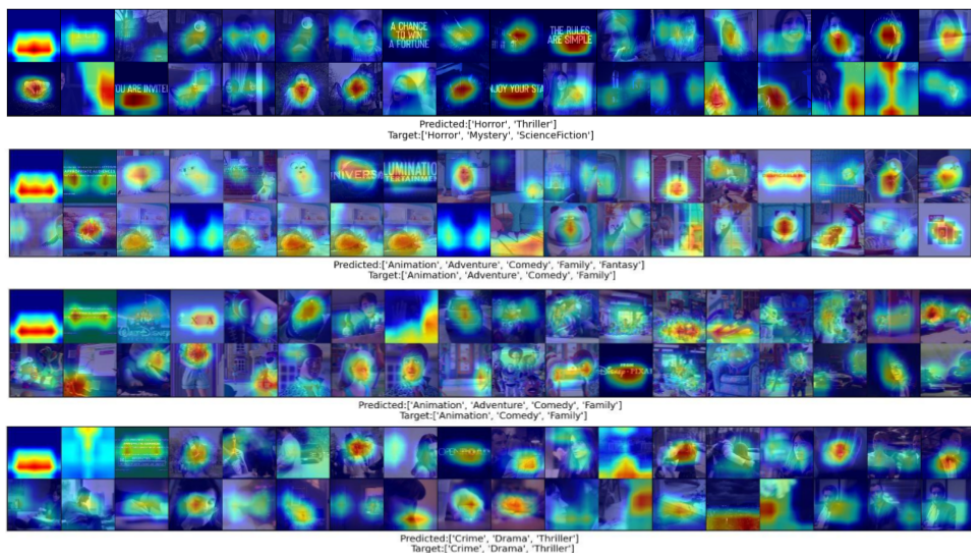 A CHANCE
TO WIN
A FORTUNE
THE RULES
ARE SIMPLE
OU ARE INVITE
JOY YOUR STA
Predicted:['Horror', 'Thriller']
Target:['Horror', 'Mystery', 'ScienceFiction']
NIVERS
LUMINATIO
Predicted:['Animation', 'Adventure', 'Comedy', 'Family', 'Fantasy']
Target:['Animation', 'Adventure', 'Comedy', 'Family']
Predicted:['Animation', 'Adventure', 'Comedy', 'Family']
Target:['Animation', 'Comedy', 'Family']
Predicted:['Crime', 'Drama', 'Thriller']
Target:['Crime', 'Drama', 'Thriller']